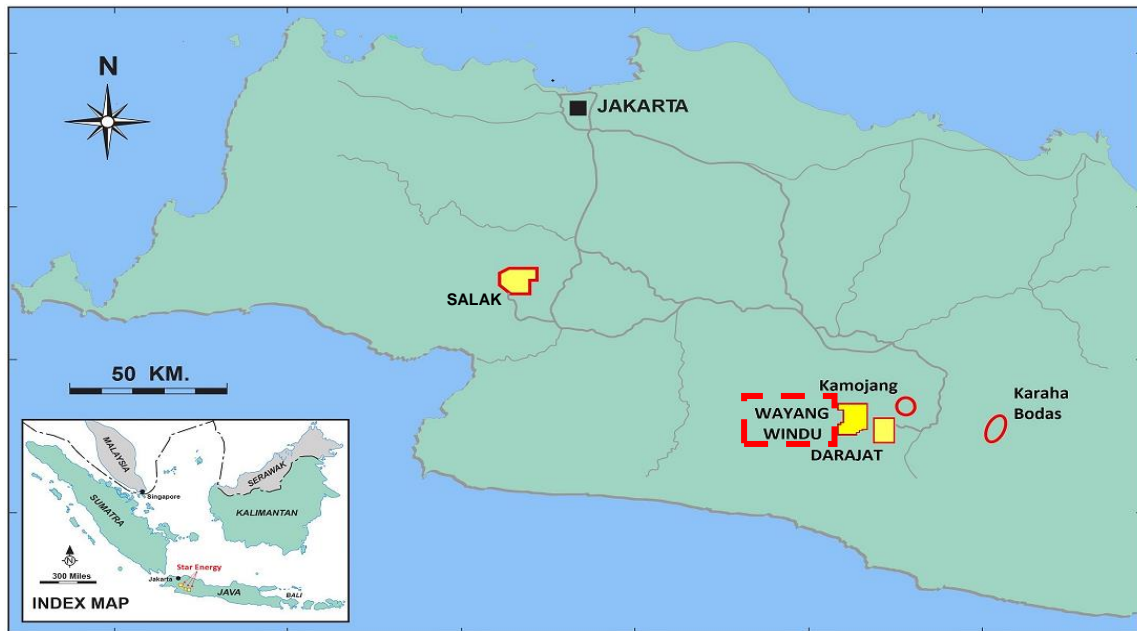 N
JAKARTA
SALAK
50 KM.
Kamojang
Karaha
Bodas
WAYANG
WINDU
DARAJAT
MALAYSIA
Singapore
SERAWAK
SUMATRA
KALIMANTAN
N
300 Miles
Star Energy
Jakarta
JAVA
BALI
INDEX MAP